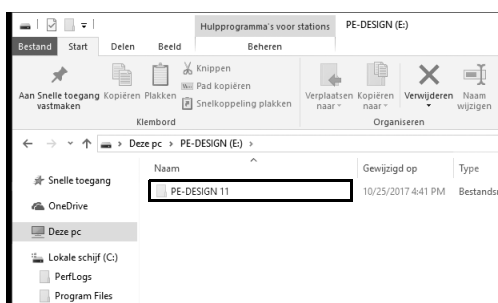 Hulpprogramma's voor stations PE-DESIGN (E:)
Bestand Start Delen Beeld Beheren
Aan Snelle toegang vastmaken
Kopiëren
Plakken
Knippen
Pad kopiëren
Snelkoppeling plakken
Verplaatsen naar
Kopiëren naar
Verwijderen
Naam wijzigen
Klembord Organiseren
Deze pc > PE-DESIGN (E:) >
Naam Gewijzigd op Type
Snelle toegang
PE-DESIGN 11 10/25/2017 4:41 PM Bestands
OneDrive
Deze pc
Lokale schijf (C:)
PerfLogs
Program Files